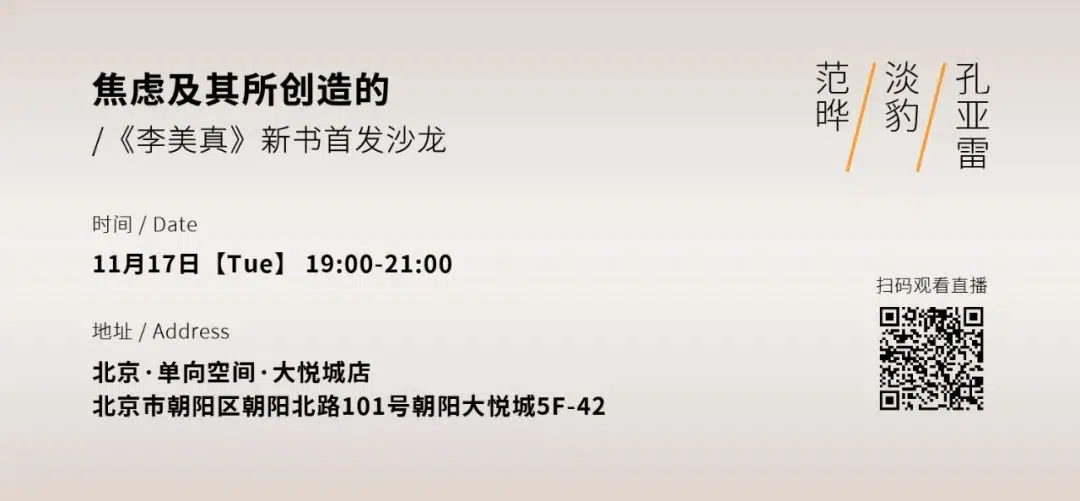 焦虑及其所创造的
/《李美真》新书首发沙龙
范晔
淡豹
孔亚雷
时间 / Date
11月17日【Tue】 19:00-21:00
地址 / Address
北京·单向空间·大悦城店
北京市朝阳区朝阳北路101号朝阳大悦城5F-42
扫码观看直播